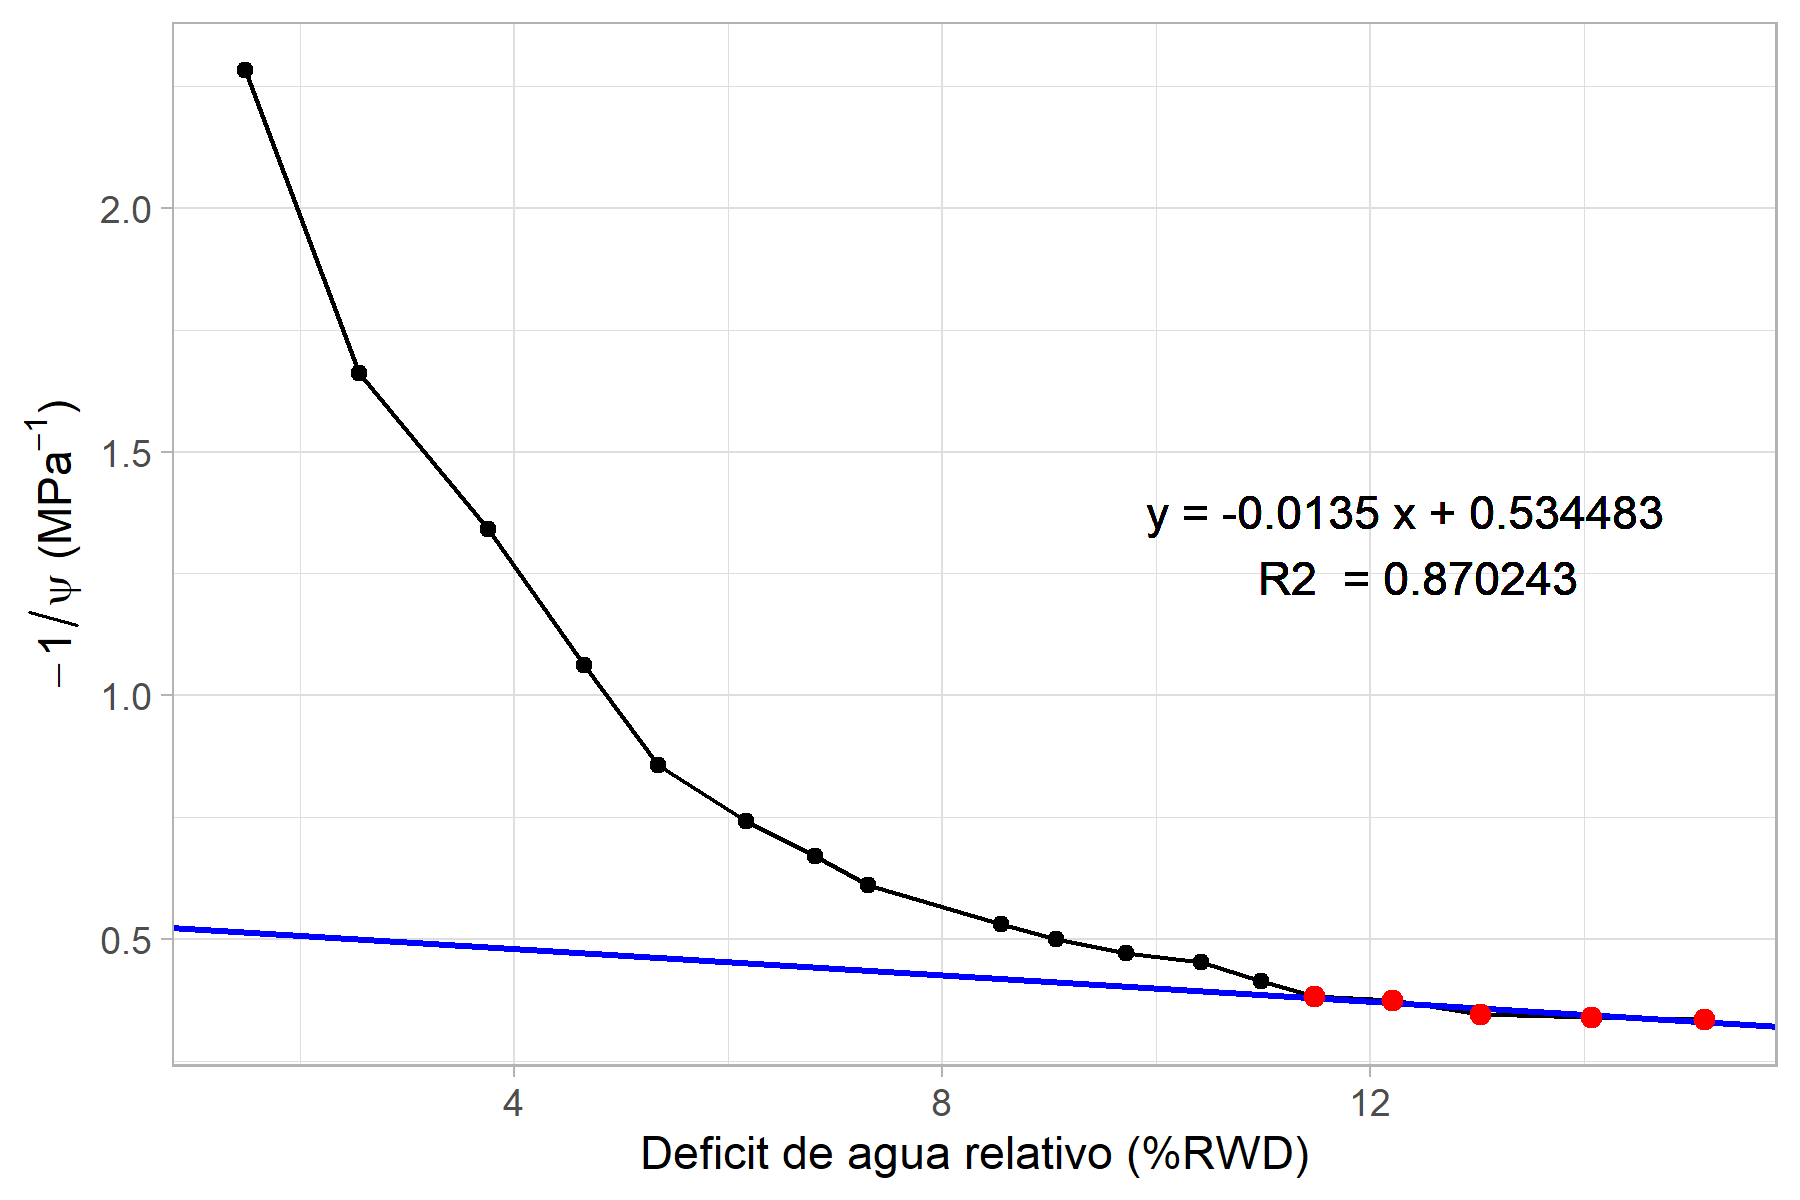 −1/ψ (MPa⁻¹)
2.0
1.5
1.0
0.5
y = -0.0135 x + 0.534483
R2  = 0.870243
4 8 12
Deficit de agua relativo (%RWD)